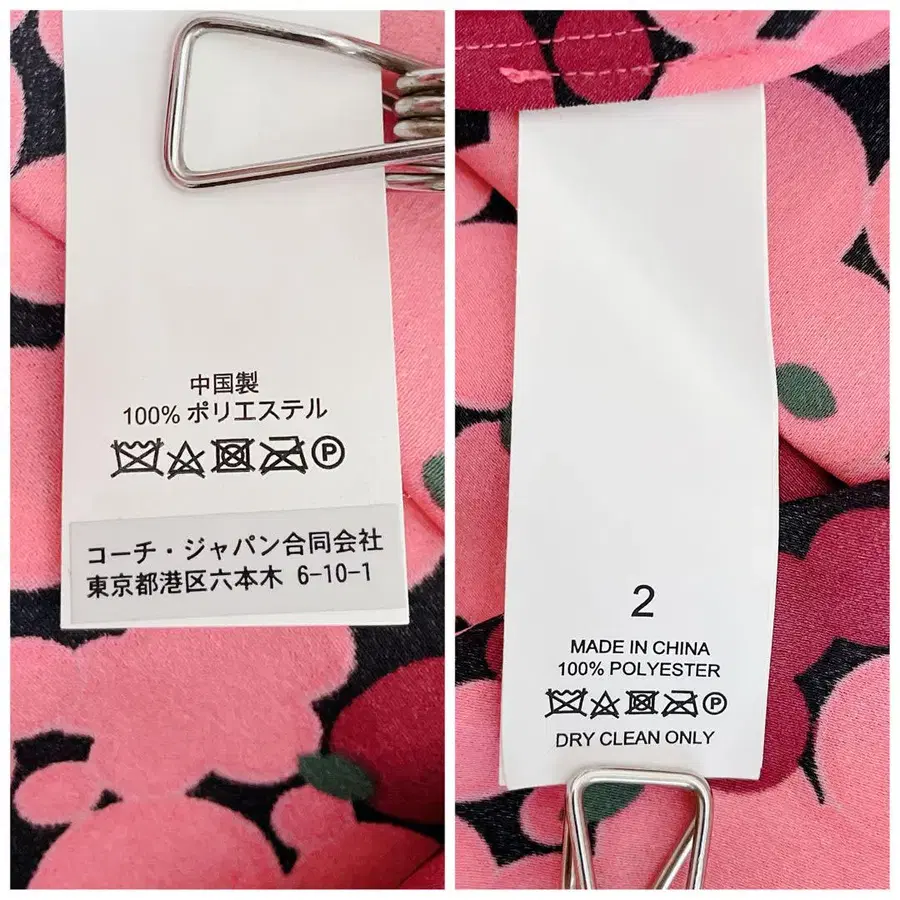 中国製
100% ポリエステル
P
コーチ・ジャパン合同会社
東京都港区六本木 6-10-1
2
MADE IN CHINA
100% POLYESTER
P
DRY CLEAN ONLY